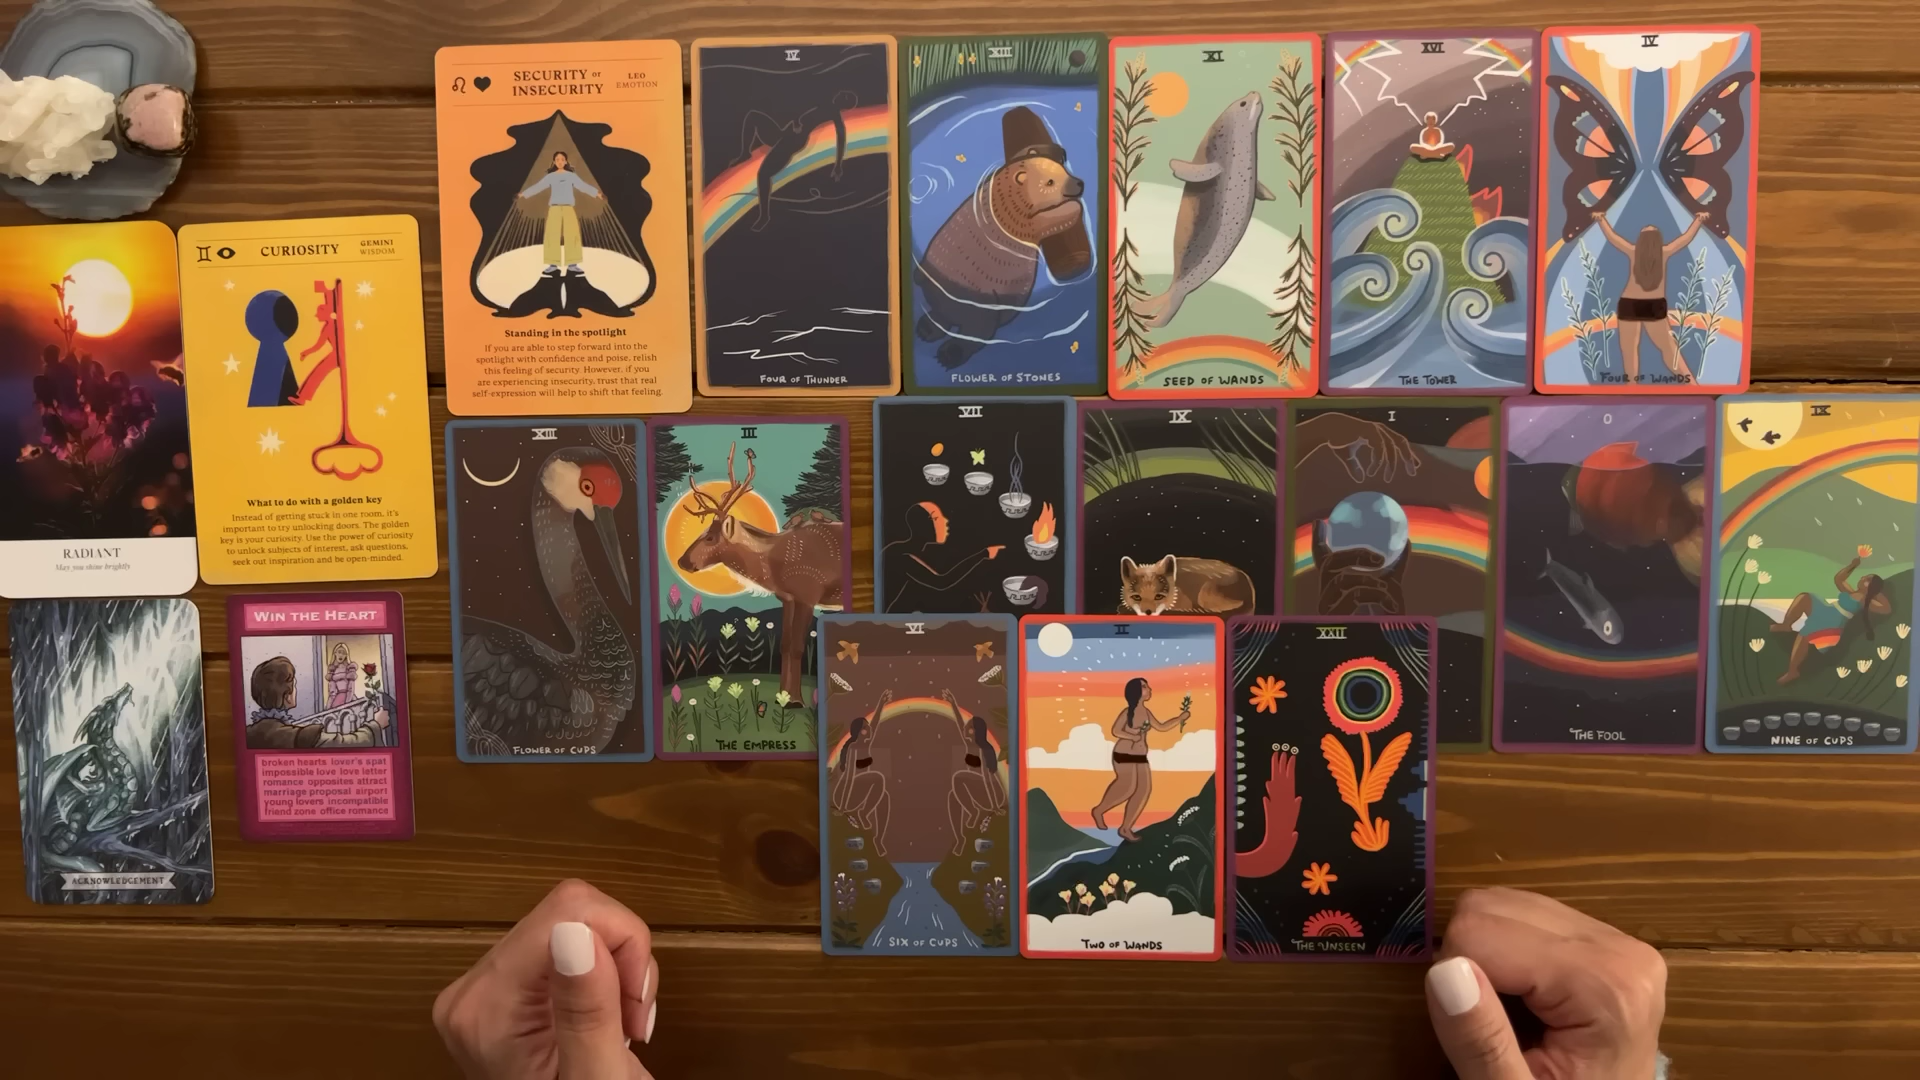 SECURITY or
INSECURITY
LEO
EMOTION
Standing in the spotlight
If you are able to step forward into the
spotlight with confidence and poise, relish
this feeling of security. However, if you
are experiencing insecurity, trust that real
self-expression will help to shift that feeling.
IV
FOUR OF THUNDER
XIII
FLOWER OF STONES
XI
SEED OF WANDS
XVI
THE TOWER
IV
FOUR OF WANDS
RADIANT
May you shine brightly
CURIOSITY
GEMINI
WISDOM
What to do with a golden key
Instead of getting stuck in one room, it's
important to try unlocking doors. The golden
key is your curiosity. Use the power of curiosity
to unlock subjects of interest, ask questions,
seek out inspiration and be open-minded.
XIII
FLOWER OF CUPS
III
THE EMPRESS
VII
IX
I
0
THE FOOL
IX
NINE OF CUPS
ACKNOWLEDGEMENT
WIN THE HEART
broken hearts lover's spat
impossible love love letter
romance opposites attract
marriage proposal airport
young lovers incompatible
friend zone office romance
VI
SIX OF CUPS
II
TWO OF WANDS
XXII
THE UNSEEN